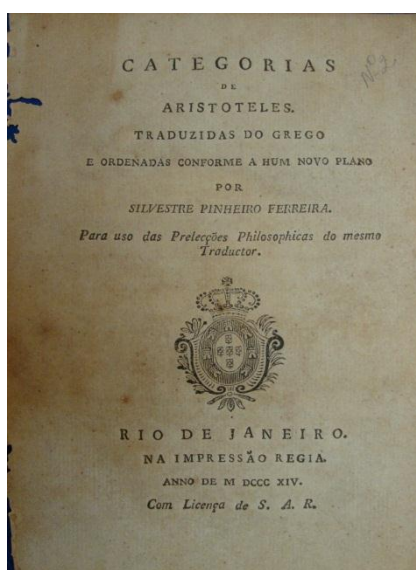 CATEGORIAS
DE
ARISTOTELES.
TRADUZIDAS DO GREGO
E ORDENADAS CONFORME A HUM NOVO PLANO
POR
SILVESTRE PINHEIRO FERREIRA.
Para uso das Prelecções Philosophicas do mesmo
Traductor.
RIO DE JANEIRO.
NA IMPRESSÃO REGIA.
ANNO DE M DCCC XIV.
Com Licença de S. A. R.